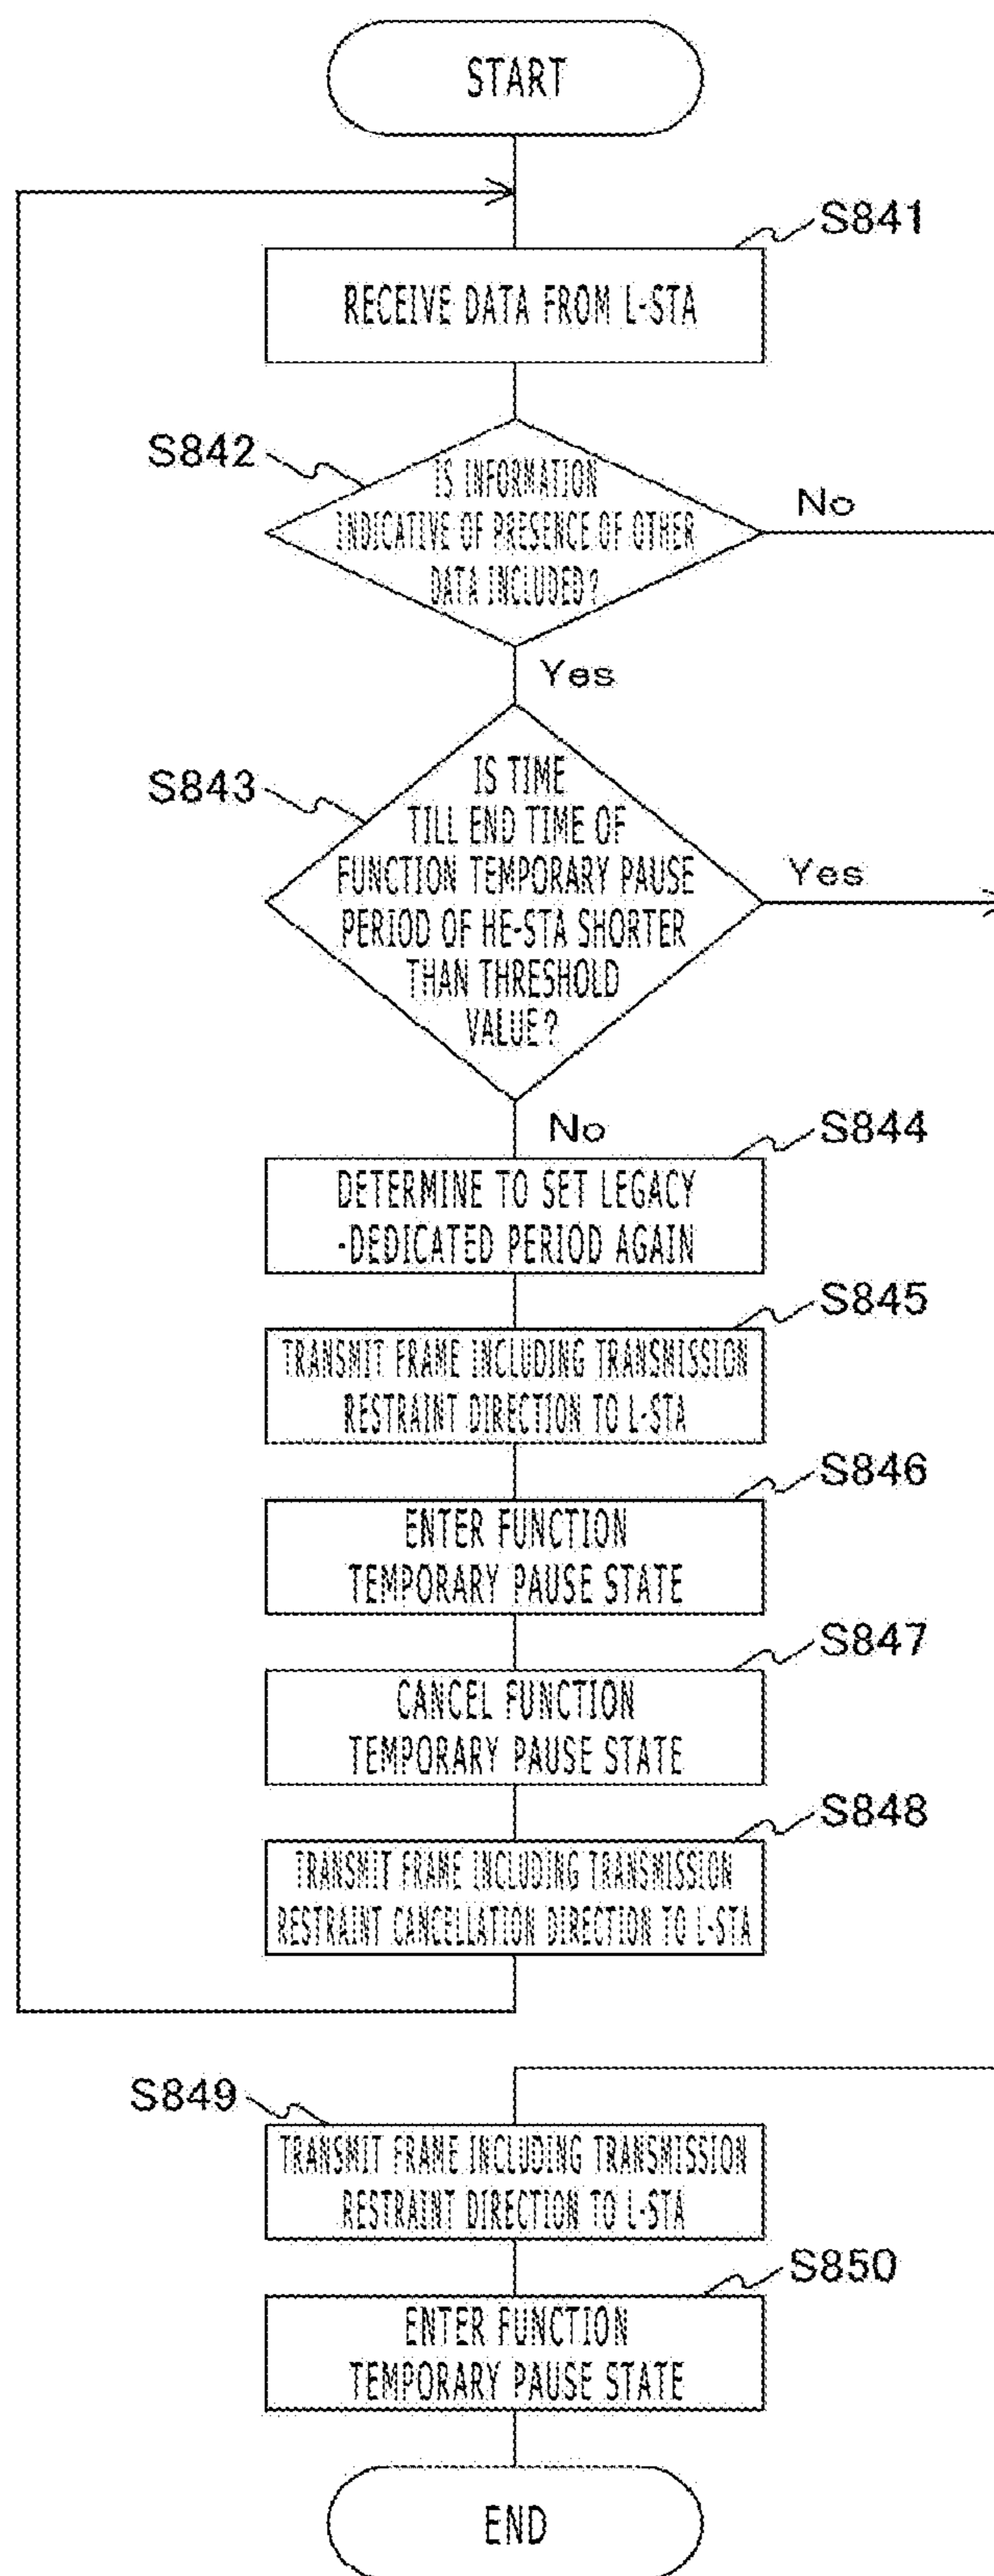 START
S841
RECEIVE DATA FROM L-STA
S842
IS INFORMATION
INDICATIVE OF PRESENCE OF OTHER
DATA INCLUDED?
No
Yes
S843
IS TIME
TILL END TIME OF
FUNCTION TEMPORARY PAUSE
PERIOD OF HE-STA SHORTER
THAN THRESHOLD
VALUE?
Yes
No
S844
DETERMINE TO SET LEGACY
-DEDICATED PERIOD AGAIN
S845
TRANSMIT FRAME INCLUDING TRANSMISSION
RESTRAINT DIRECTION TO L-STA
S846
ENTER FUNCTION
TEMPORARY PAUSE STATE
S847
CANCEL FUNCTION
TEMPORARY PAUSE STATE
S848
TRANSMIT FRAME INCLUDING TRANSMISSION
RESTRAINT CANCELLATION DIRECTION TO L-STA
S849
TRANSMIT FRAME INCLUDING TRANSMISSION
RESTRAINT DIRECTION TO L-STA
S850
ENTER FUNCTION
TEMPORARY PAUSE STATE
END